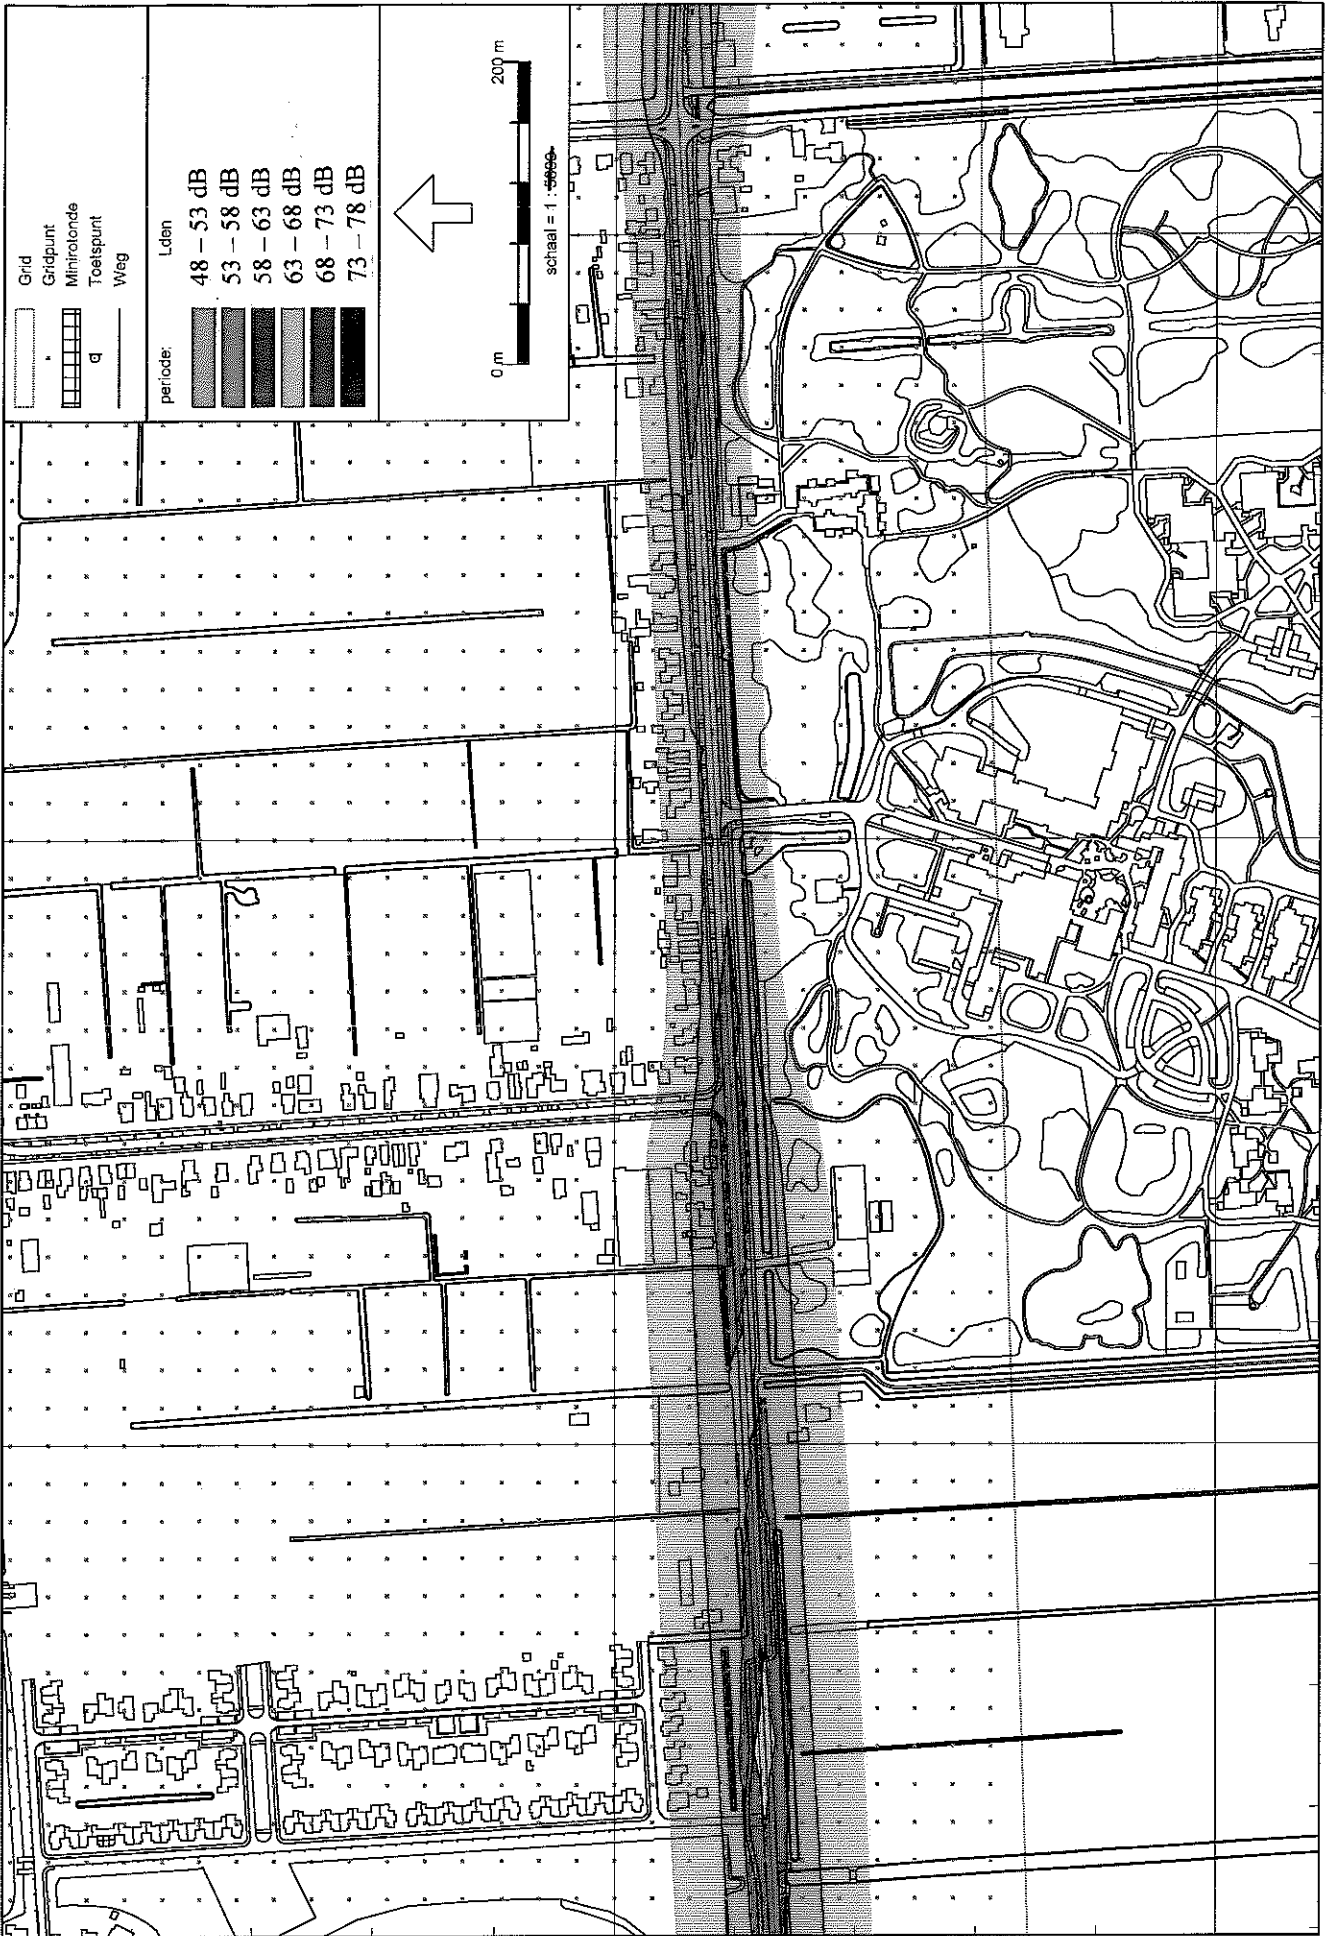 Grid
Gridpunt
Minirotonde
Toetspunt
Weg
periode:
Lden
48 – 53 dB
53 – 58 dB
58 – 63 dB
63 – 68 dB
68 – 73 dB
73 – 78 dB
0 m
200 m
schaal = 1 : 5000